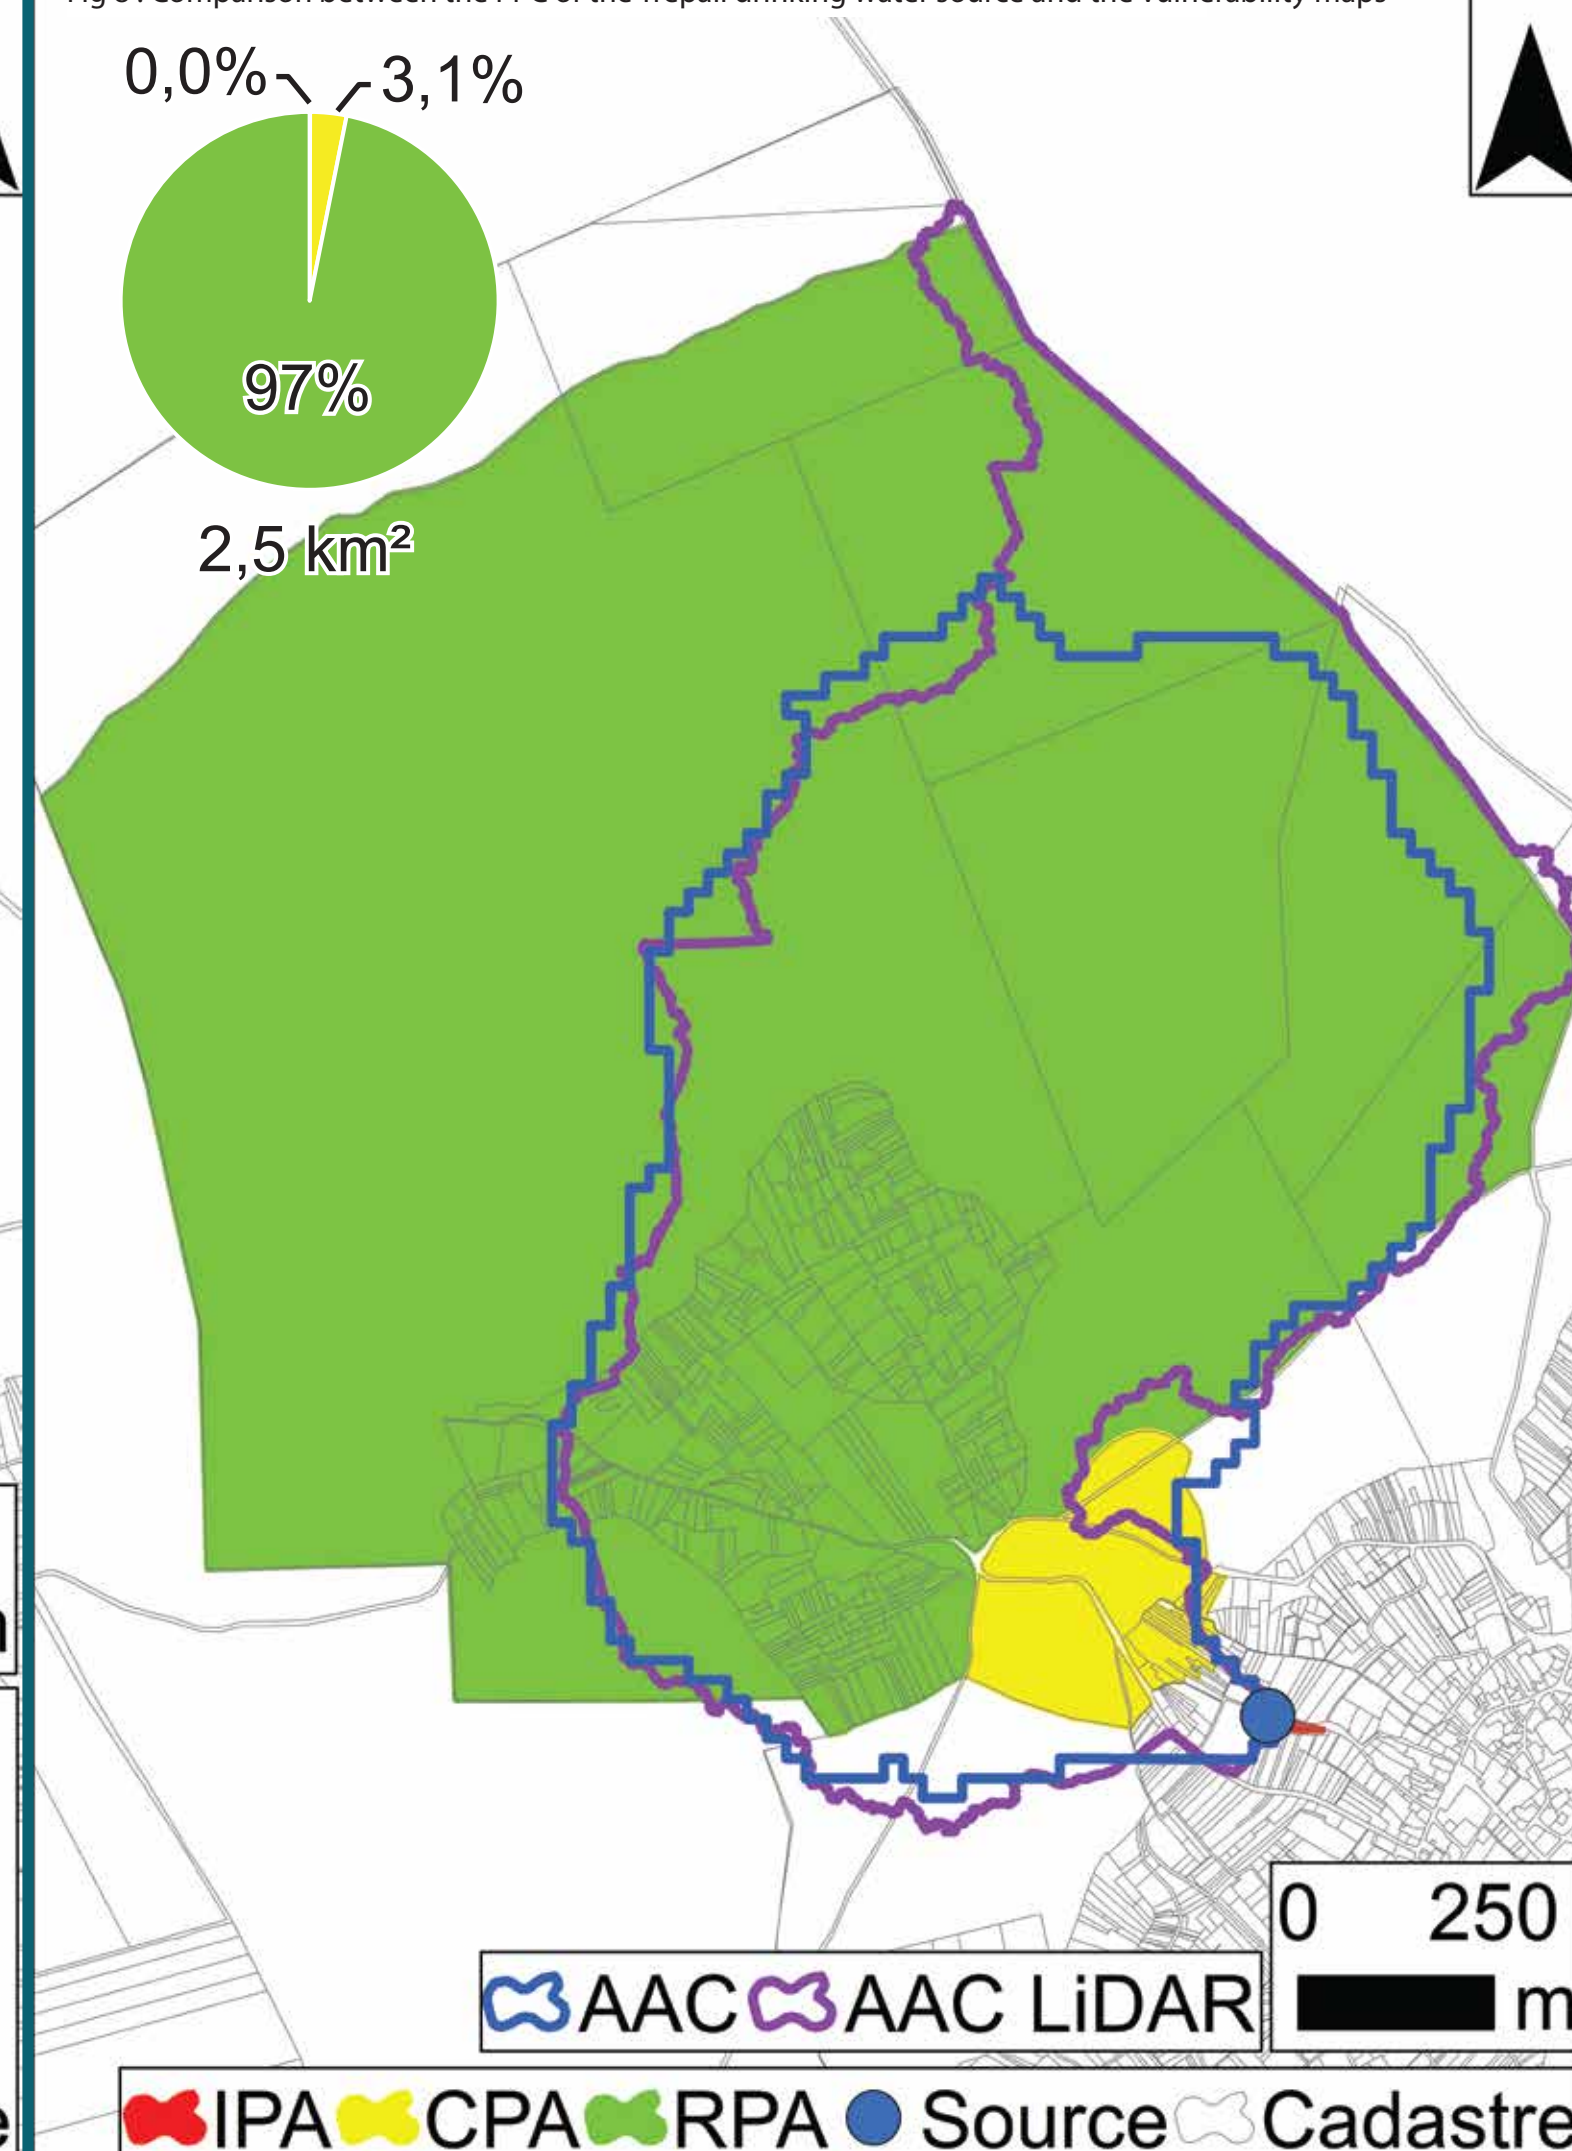 0,0%
3,1%
97%
2,5 km²
0 250
m
AAC AAC LiDAR
IPA CPA RPA Source Cadastre